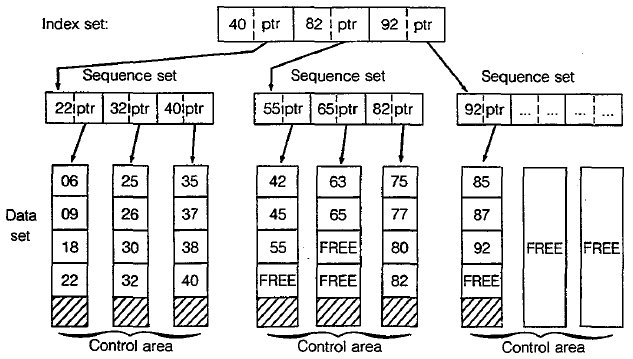 Index set: 40 ptr 82 ptr 92 ptr
Sequence set Sequence set Sequence set
22 ptr 32 ptr 40 ptr 55 ptr 65 ptr 82 ptr 92 ptr ... ... ... ...
06 25 35 42 63 75 85
09 26 37 45 65 77 87
Data set
18 30 38 55 FREE 80 92 FREE FREE
22 32 40 FREE FREE 82 FREE
Control area Control area Control area